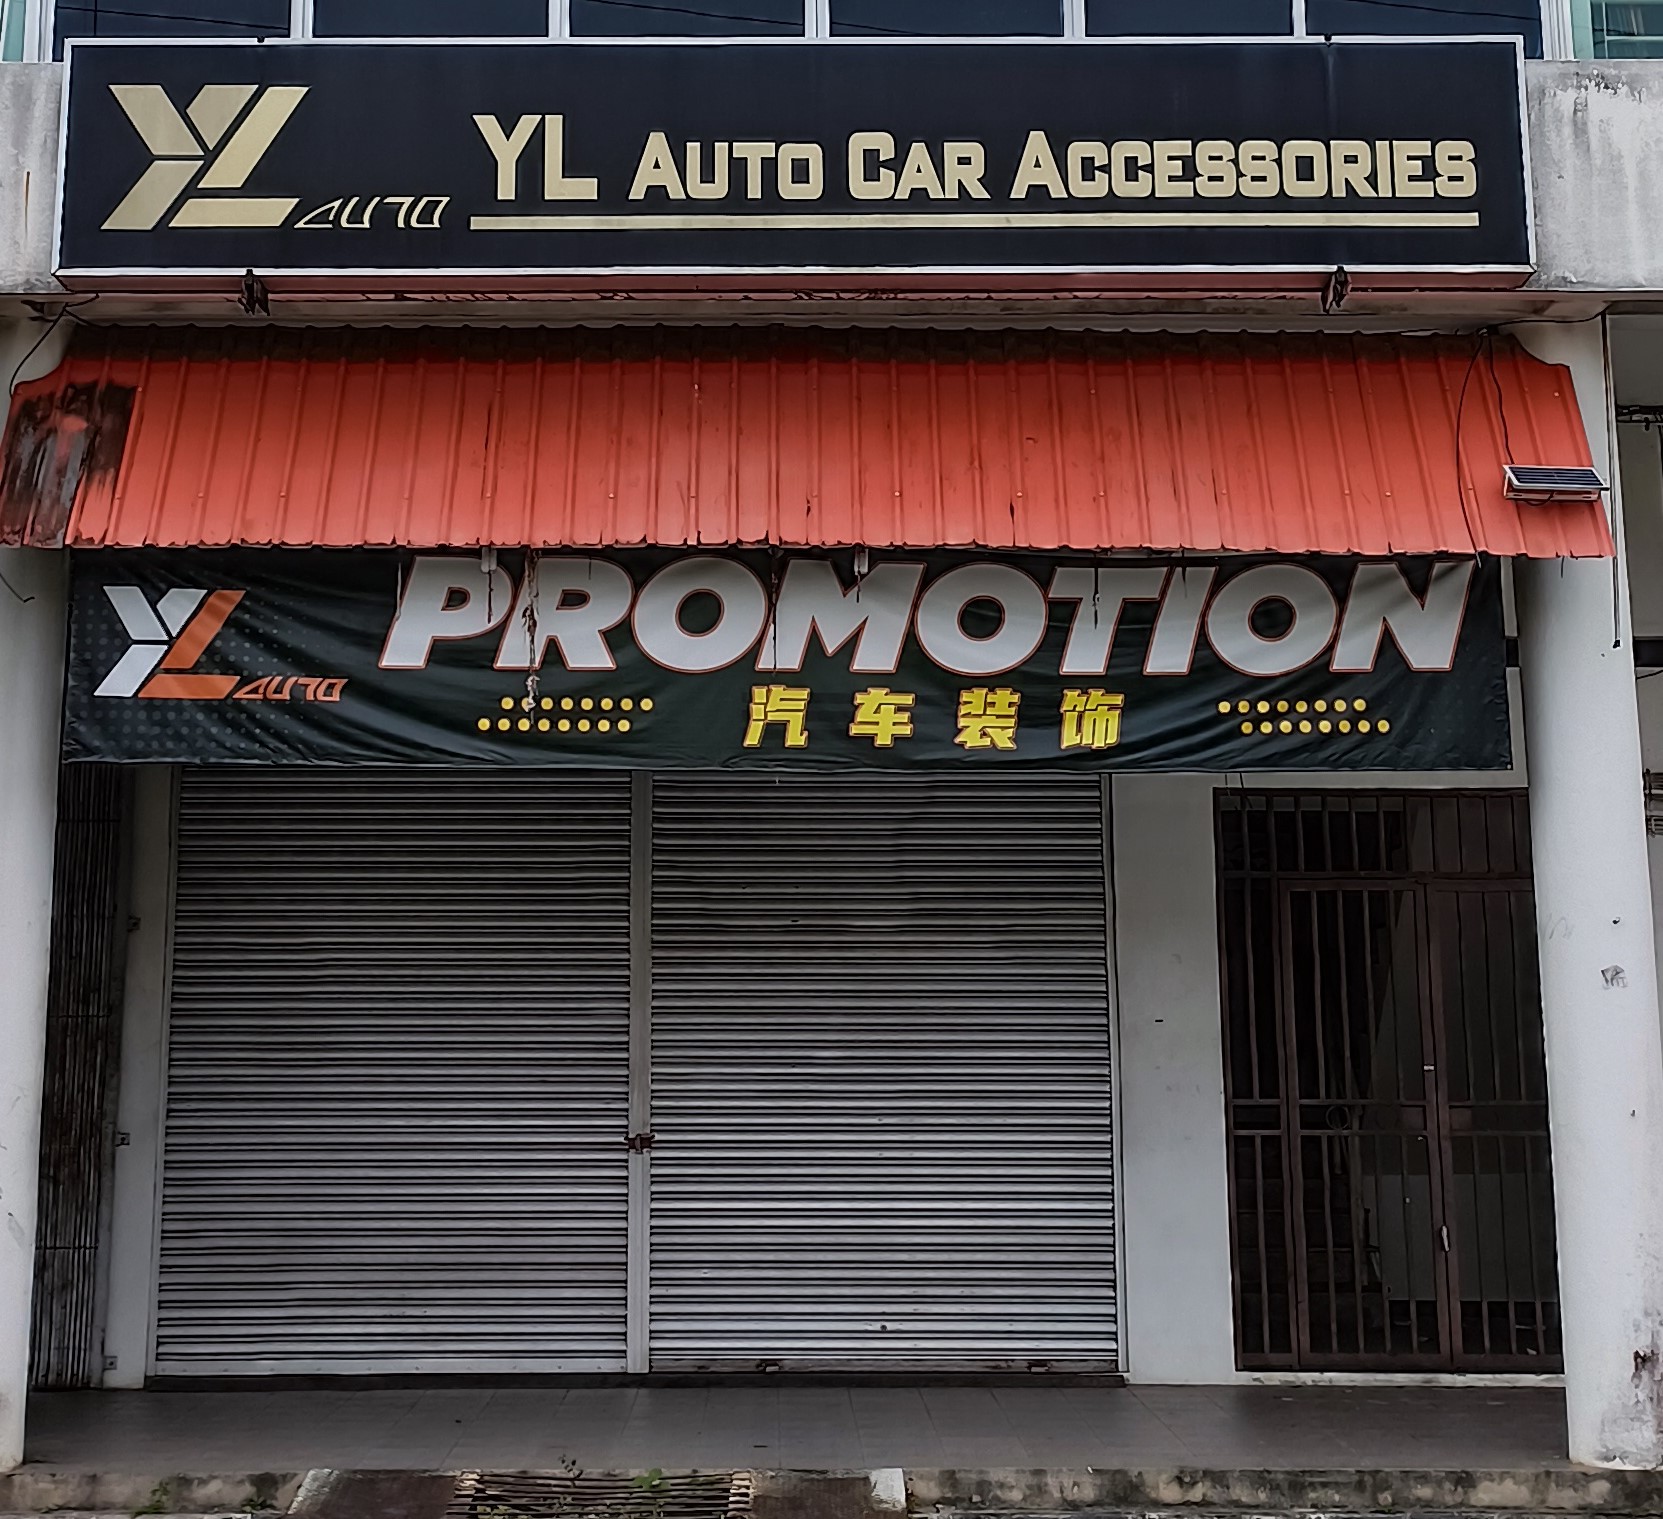 YL AUTO
YL AUTO CAR ACCESSORIES
YL AUTO
PROMOTION
汽车装饰